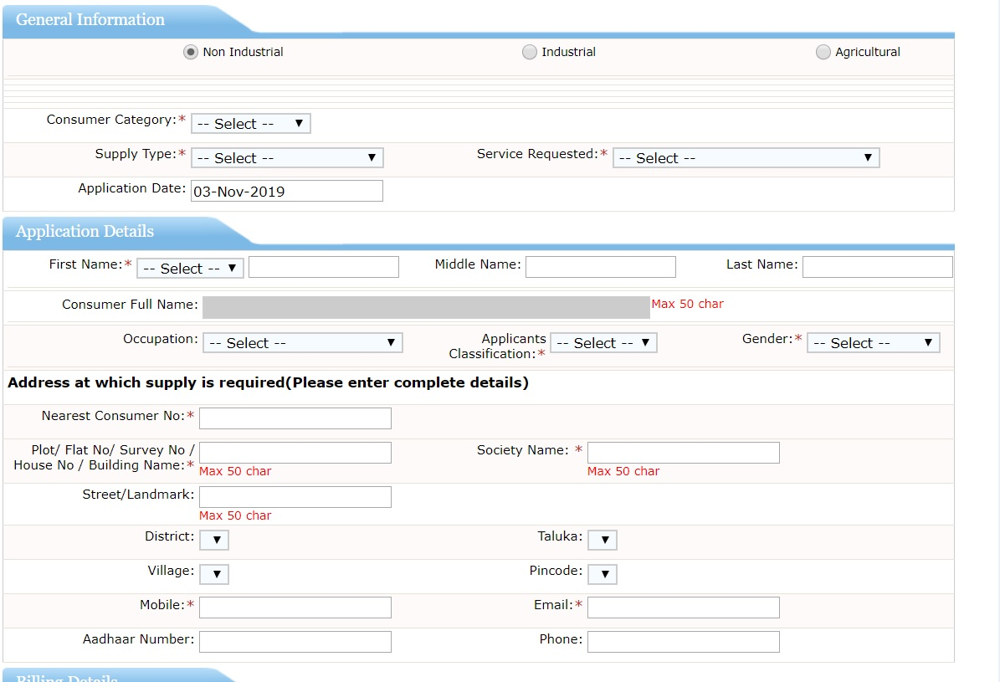 General Information
Non Industrial Industrial Agricultural
Consumer Category:* -- Select --
Supply Type:* -- Select -- Service Requested:* -- Select --
Application Date: 03-Nov-2019
Application Details
First Name:* -- Select -- Middle Name: Last Name:
Consumer Full Name: Max 50 char
Occupation: -- Select -- Applicants Classification:* -- Select -- Gender:* -- Select --
Address at which supply is required(Please enter complete details)
Nearest Consumer No:*
Plot/ Flat No/ Survey No /
House No / Building Name:* Society Name: *
Max 50 char Max 50 char
Street/Landmark:
Max 50 char
District: Taluka:
Village: Pincode:
Mobile:* Email:*
Aadhaar Number: Phone:
Billing Details